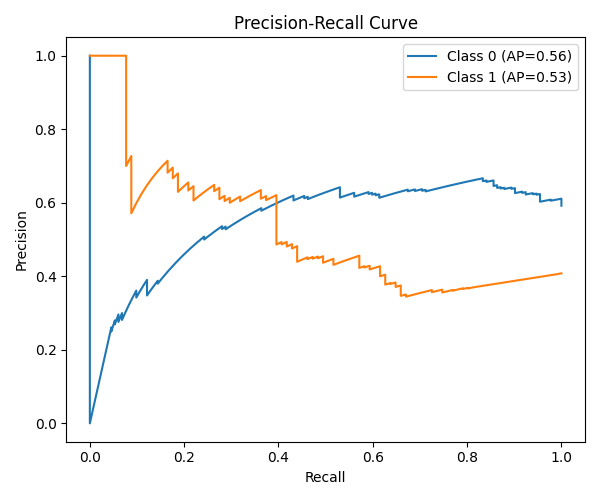 Precision-Recall Curve
Class 0 (AP=0.56)
Class 1 (AP=0.53)
Precision
1.0
0.8
0.6
0.4
0.2
0.0
0.0 0.2 0.4 0.6 0.8 1.0
Recall